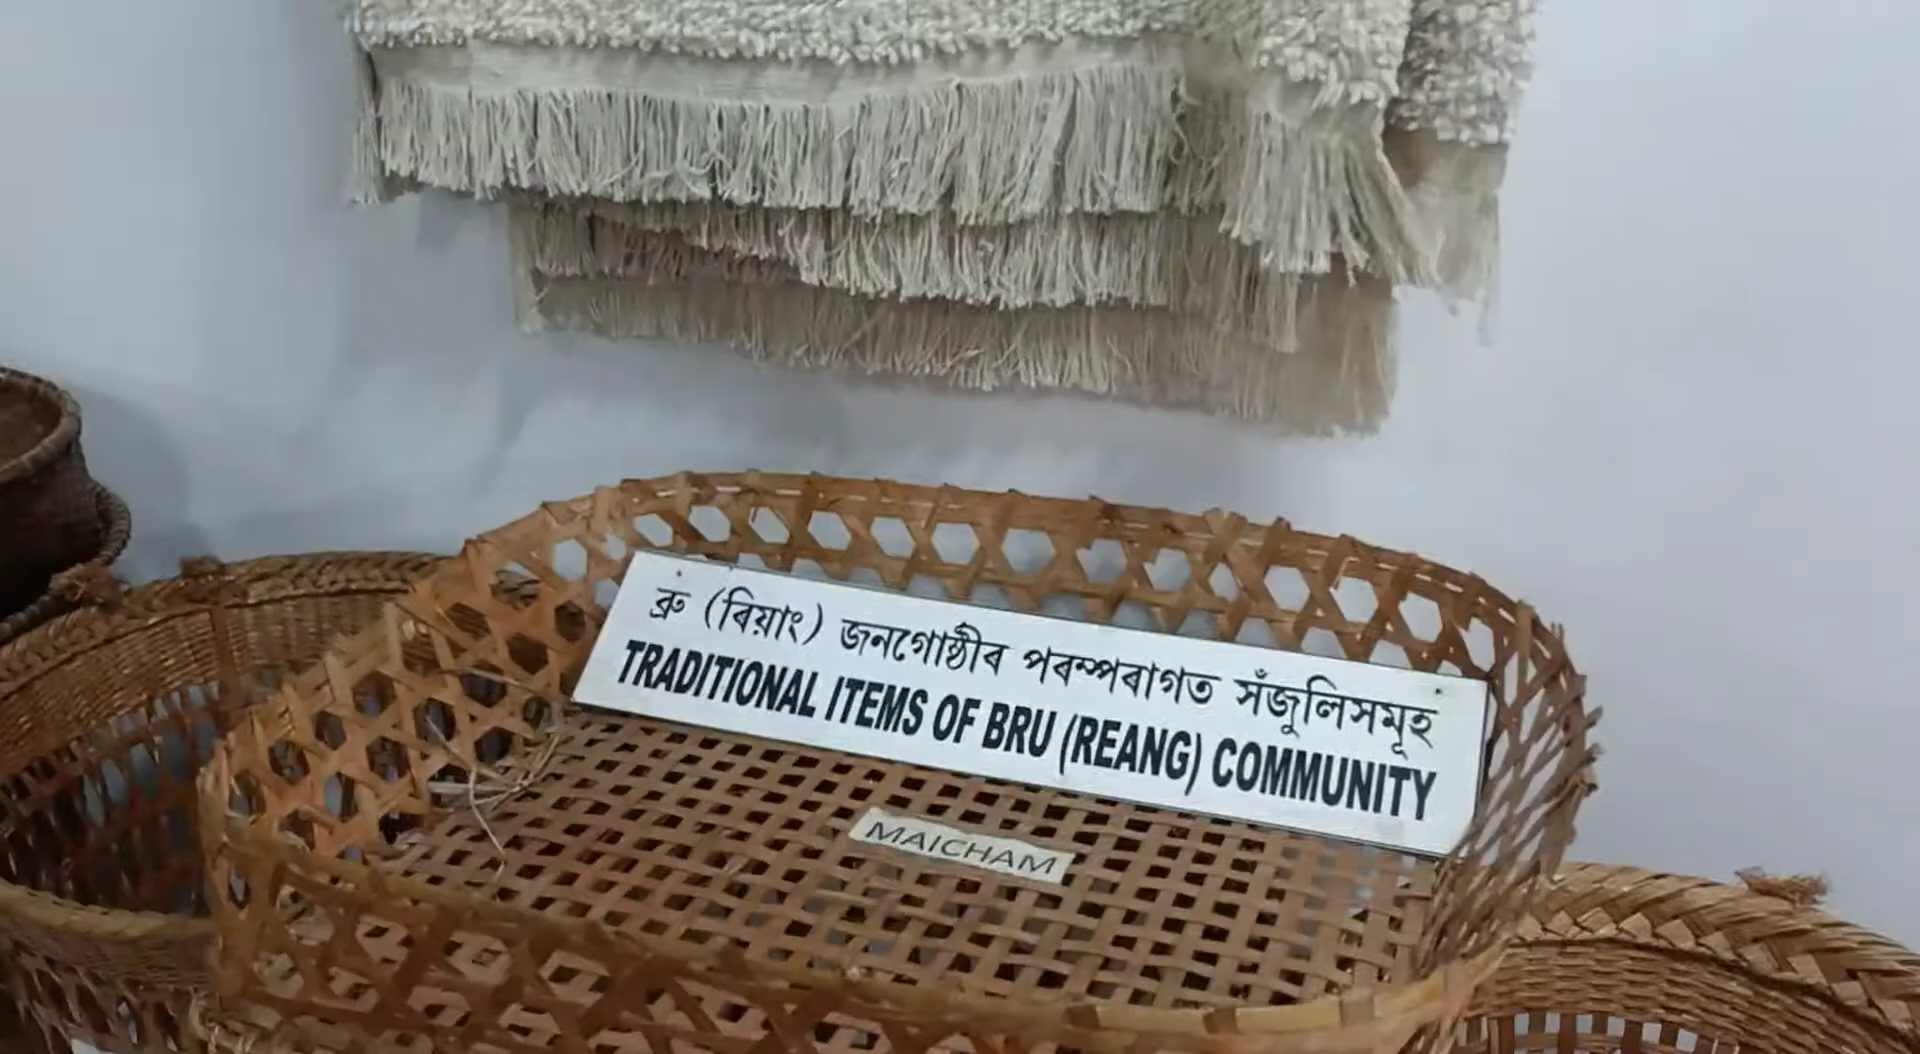 ব্ৰু (ৰিয়াং) জনগোষ্ঠীৰ পৰম্পৰাগত সঁজুলিসমূহ
TRADITIONAL ITEMS OF BRU (REANG) COMMUNITY
MAICHAM